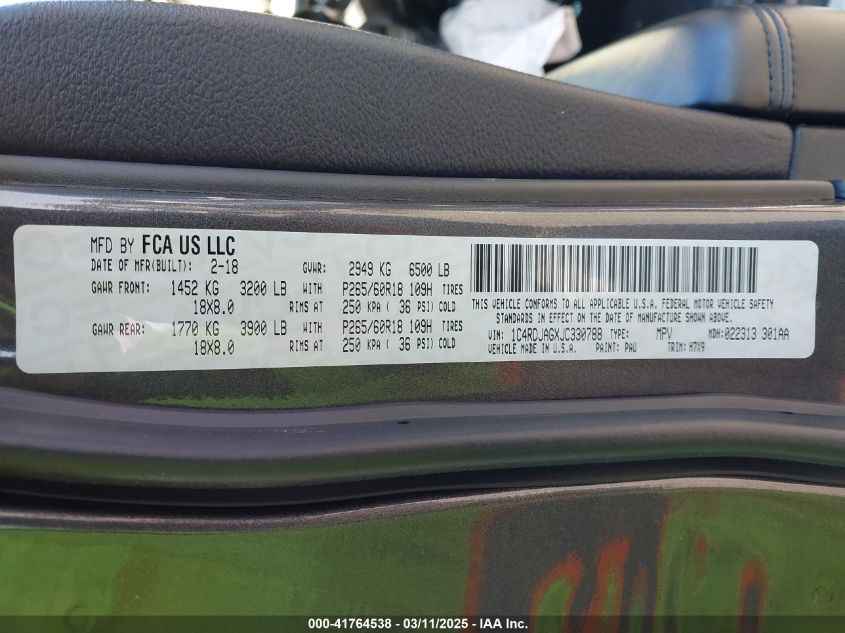 MFD BY FCA US LLC
DATE OF MFR(BUILT): 2-18 GVWR: 2949 KG 6500 LB
GAWR FRONT: 1452 KG 3200 LB WITH P265/60R18 109H TIRES
18X8.0 RIMS AT 250 KPA ( 36 PSI) COLD
GAWR REAR: 1770 KG 3900 LB WITH P265/60R18 109H TIRES
18X8.0 RIMS AT 250 KPA ( 36 PSI) COLD
THIS VEHICLE CONFORMS TO ALL APPLICABLE U.S.A. FEDERAL MOTOR VEHICLE SAFETY
STANDARDS IN EFFECT ON THE DATE OF MANUFACTURE SHOWN ABOVE.
VIN: 1C4RDJAGXJC330788 TYPE: MPV MDH:022313 301AA
VEHICLE MADE IN U.S.A. PAINT: PAU TRIM: H7X9
000-41764538 - 03/11/2025 - IAA Inc.